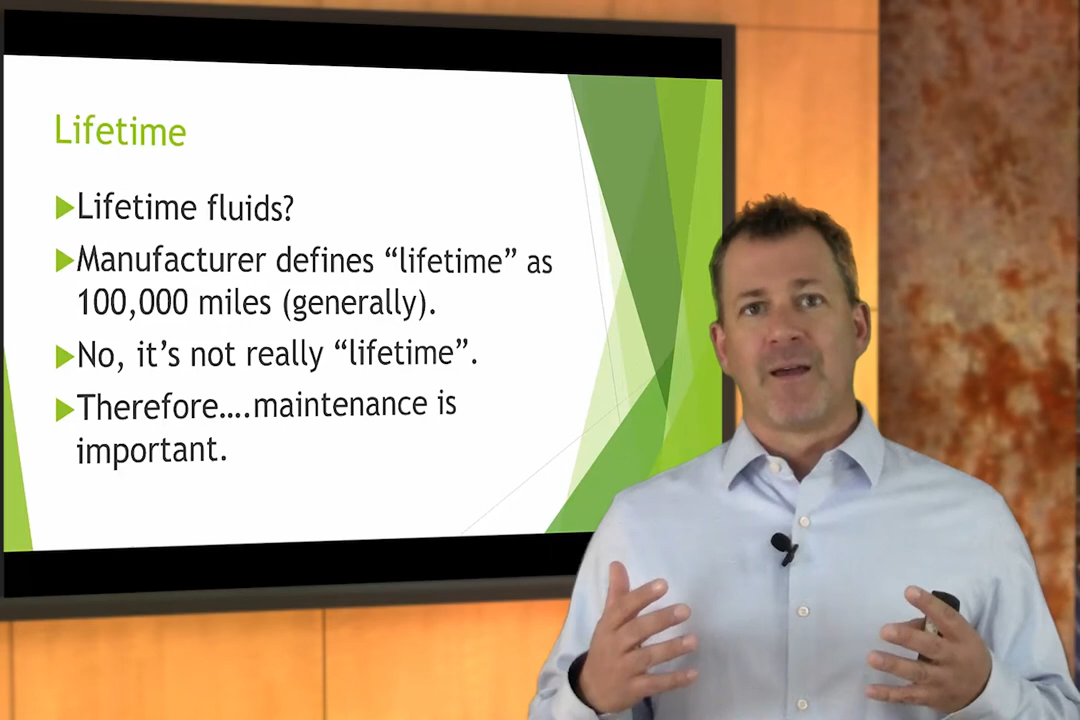 Lifetime
Lifetime fluids?
Manufacturer defines “lifetime” as
100,000 miles (generally).
No, it’s not really “lifetime”.
Therefore....maintenance is
important.